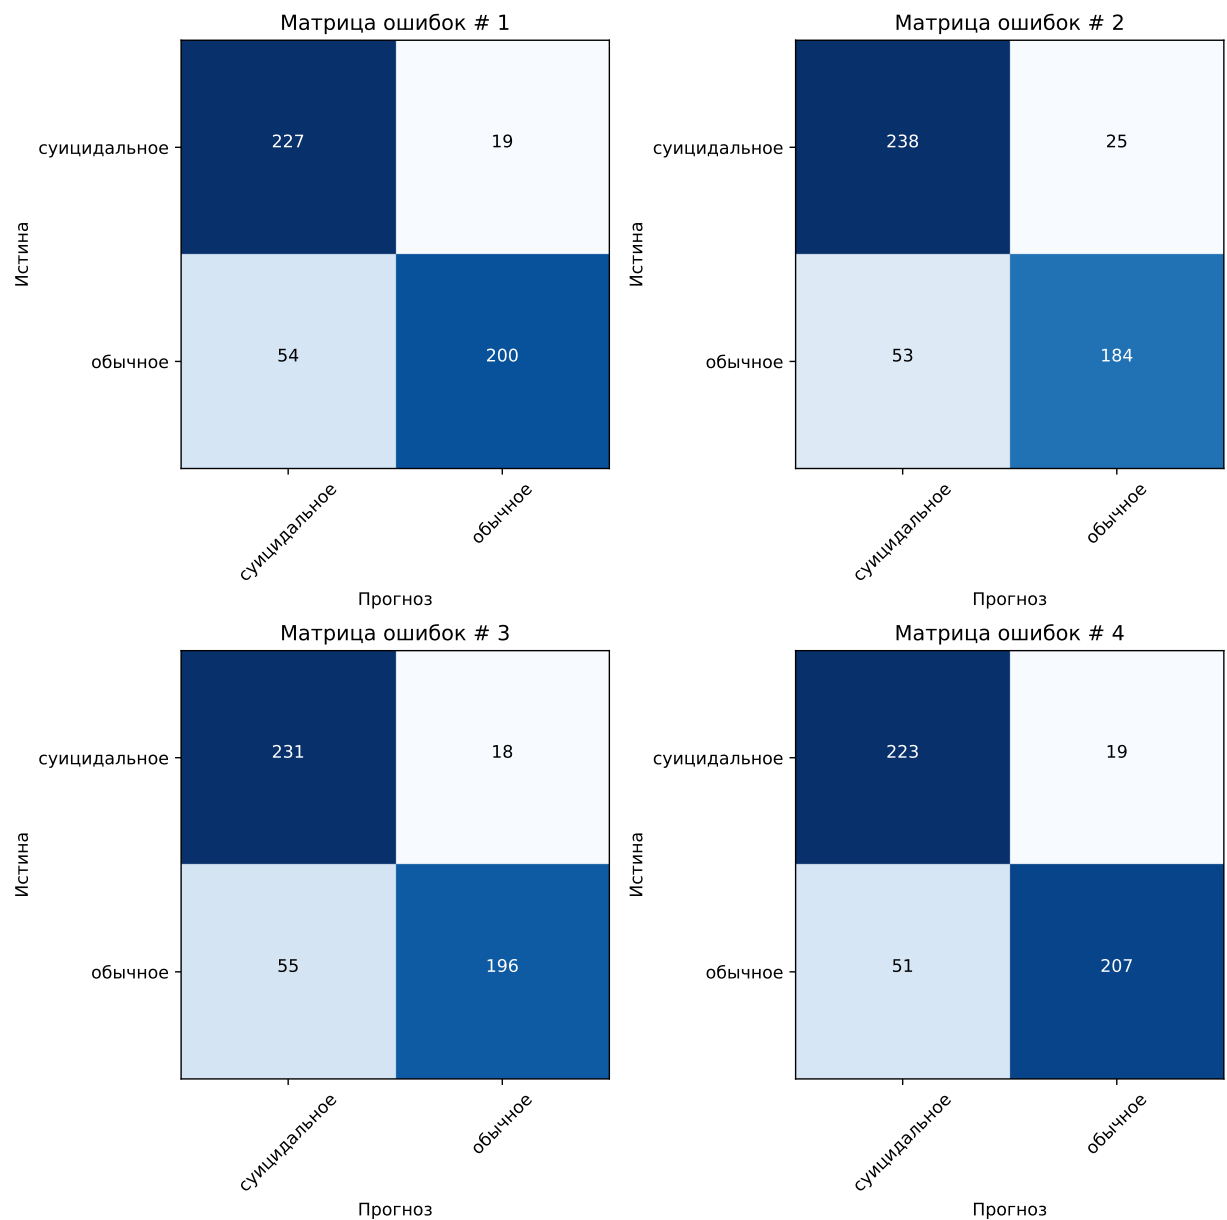 Матрица ошибок # 1
суицидальное
227
19
Истина
обычное
54
200
суицидальное
обычное
Прогноз
Матрица ошибок # 2
суицидальное
238
25
Истина
обычное
53
184
суицидальное
обычное
Прогноз
Матрица ошибок # 3
суицидальное
231
18
Истина
обычное
55
196
суицидальное
обычное
Прогноз
Матрица ошибок # 4
суицидальное
223
19
Истина
обычное
51
207
суицидальное
обычное
Прогноз